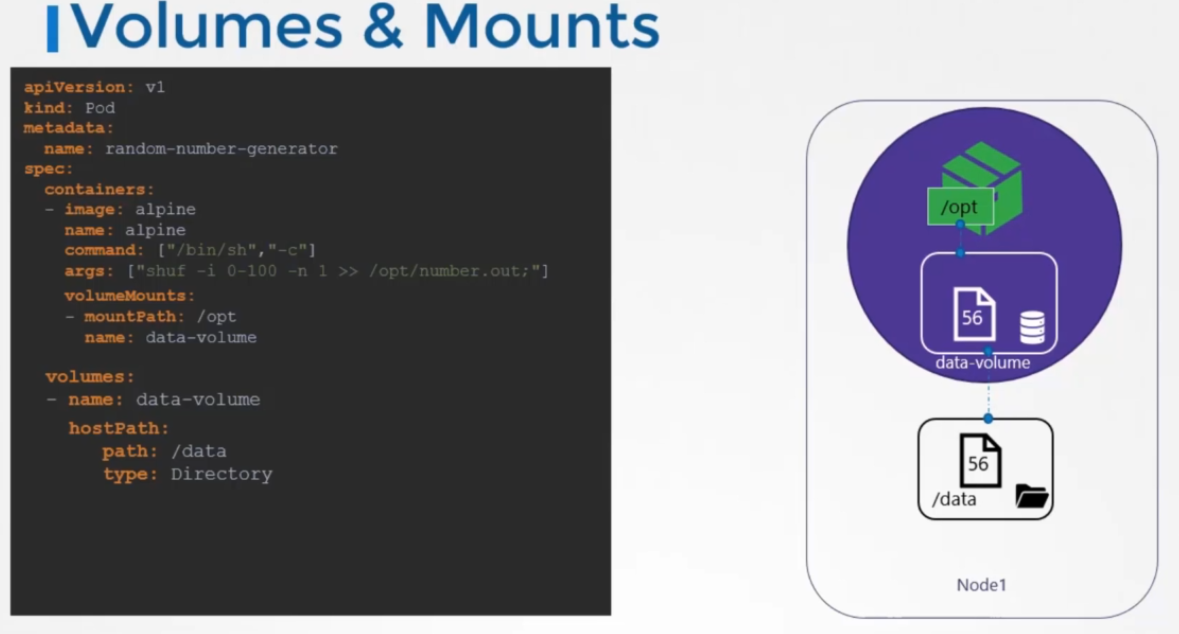 Volumes & Mounts
apiVersion: v1
kind: Pod
metadata:
  name: random-number-generator
spec:
  containers:
  - image: alpine
    name: alpine
    command: ["/bin/sh","-c"]
    args: ["shuf -i 0-100 -n 1 >> /opt/number.out;"]
    volumeMounts:
    - mountPath: /opt
      name: data-volume
  volumes:
  - name: data-volume
    hostPath:
       path: /data
       type: Directory
/opt
56
data-volume
56
/data
Node1